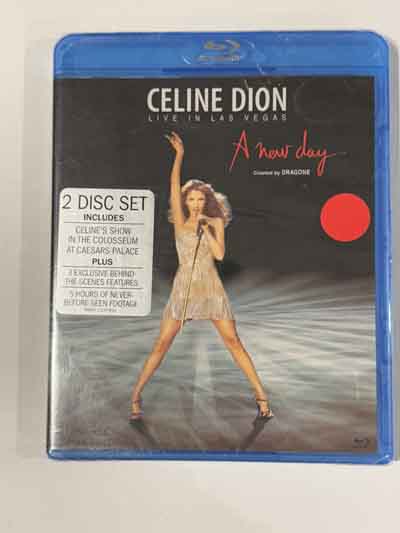 CELINE DION
LIVE IN LAS VEGAS
A new day
Created by DRAGONE
2 DISC SET
INCLUDES
CELINE'S SHOW
IN THE COLOSSEUM
AT CAESARS PALACE
PLUS
3 EXCLUSIVE BEHIND-
THE-SCENES FEATURES
5 HOURS OF NEVER-
BEFORE SEEN FOOTAGE